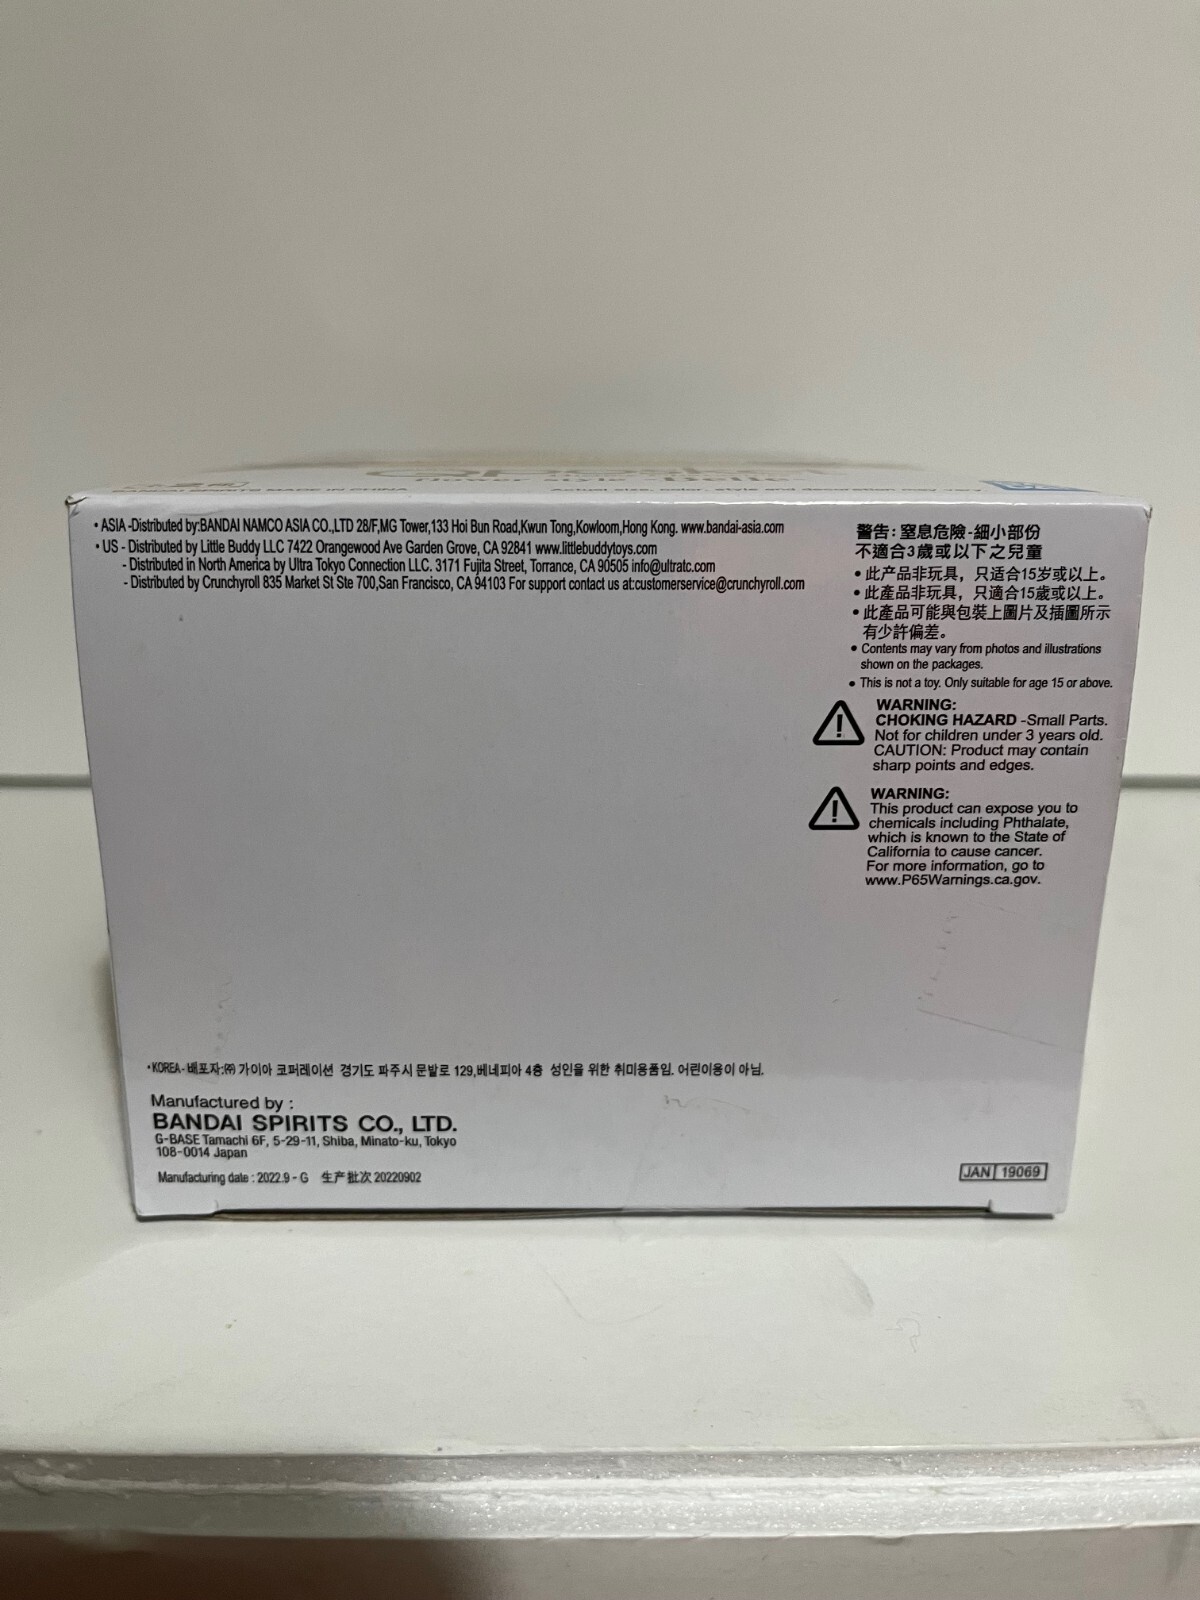 Qposket
flower style -Belle-
BANDAI SPIRITS MADE IN CHINA
• ASIA -Distributed by:BANDAI NAMCO ASIA CO.,LTD 28/F,MG Tower,133 Hoi Bun Road,Kwun Tong,Kowloom,Hong Kong. www.bandai-asia.com
• US - Distributed by Little Buddy LLC 7422 Orangewood Ave Garden Grove, CA 92841 www.littlebuddytoys.com
- Distributed in North America by Ultra Tokyo Connection LLC. 3171 Fujita Street, Torrance, CA 90505 info@ultratc.com
- Distributed by Crunchyroll 835 Market St Ste 700,San Francisco, CA 94103 For support contact us at:customerservice@crunchyroll.com
警告: 窒息危險-細小部份
不適合3歲或以下之兒童
• 此产品非玩具，只适合15岁或以上。
• 此產品非玩具，只適合15歲或以上。
• 此產品可能與包裝上圖片及插圖所示
有少許偏差。
• Contents may vary from photos and illustrations
shown on the packages.
• This is not a toy. Only suitable for age 15 or above.
WARNING:
CHOKING HAZARD -Small Parts.
Not for children under 3 years old.
CAUTION: Product may contain
sharp points and edges.
WARNING:
This product can expose you to
chemicals including Phthalate,
which is known to the State of
California to cause cancer.
For more information, go to
www.P65Warnings.ca.gov.
•KOREA- 배포자:㈜ 가이아 코퍼레이션 경기도 파주시 문발로 129,베네피아 4층 성인을 위한 취미용품임. 어린이용이 아님.
Manufactured by :
BANDAI SPIRITS CO., LTD.
G-BASE Tamachi 6F, 5-29-11, Shiba, Minato-ku, Tokyo
108-0014 Japan
Manufacturing date : 2022.9 - G 生产批次 20220902
JAN 19069